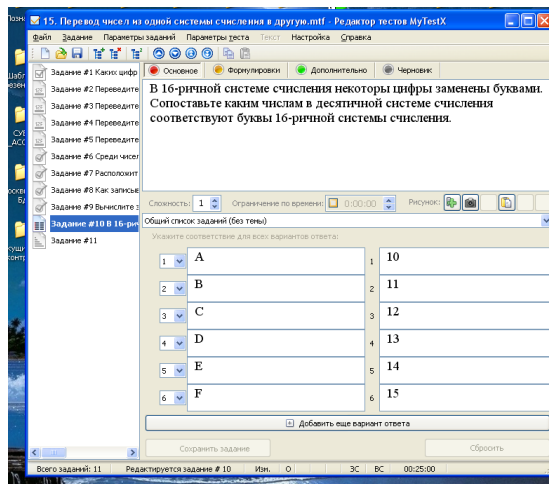 15. Перевод чисел из одной системы счисления в другую.mtf - Редактор тестов MyTestX
Файл Задание Параметры заданий Параметры теста Текст Настройка Справка
Задание #1 Каких цифр
Задание #2 Переведите
Задание #3 Переведите
Задание #4 Переведите
Задание #5 Переведите
Задание #6 Среди чисел
Задание #7 Расположит
Задание #8 Как записыв
Задание #9 Вычислите з
Задание #10 В 16-рич
Задание #11
Основное Формулировки Дополнительно Черновик
В 16-ричной системе счисления некоторы цифры заменены буквами.
Сопоставьте каким числам в десятичной системе счисления
соответствуют буквы 16-ричной системы счисления.
Сложность: 1 Ограничение по времени: 0:00:00 Рисунок:
Общий список заданий (без темы)
Укажите соответствие для всех вариантов ответа:
1 A 1 10
2 B 2 11
3 C 3 12
4 D 4 13
5 E 5 14
6 F 6 15
Добавить еще вариант ответа
Сохранить задание Сбросить
Всего заданий: 11 Редактируется задание # 10 Изм. О ЗС ВС 00:25:00